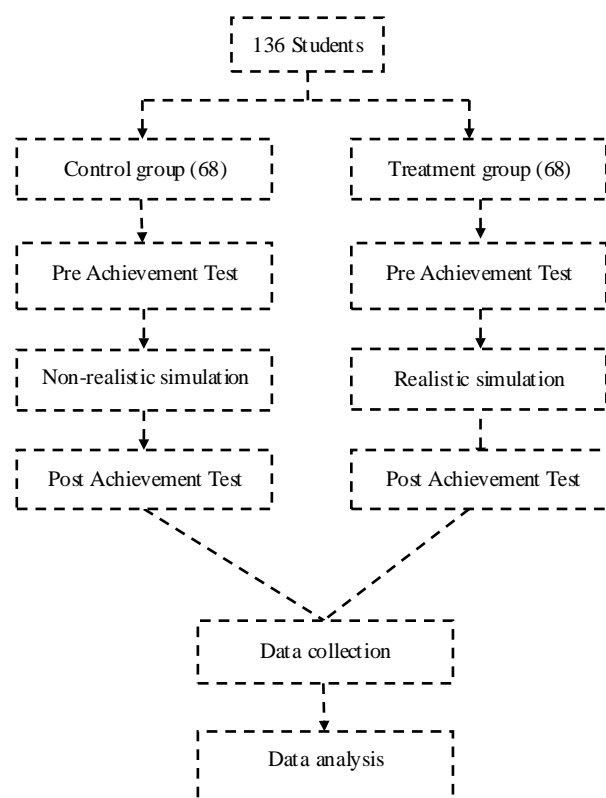 136 Students
Control group (68)
Treatment group (68)
Pre Achievement Test
Pre Achievement Test
Non-realistic simulation
Realistic simulation
Post Achievement Test
Post Achievement Test
Data collection
Data analysis